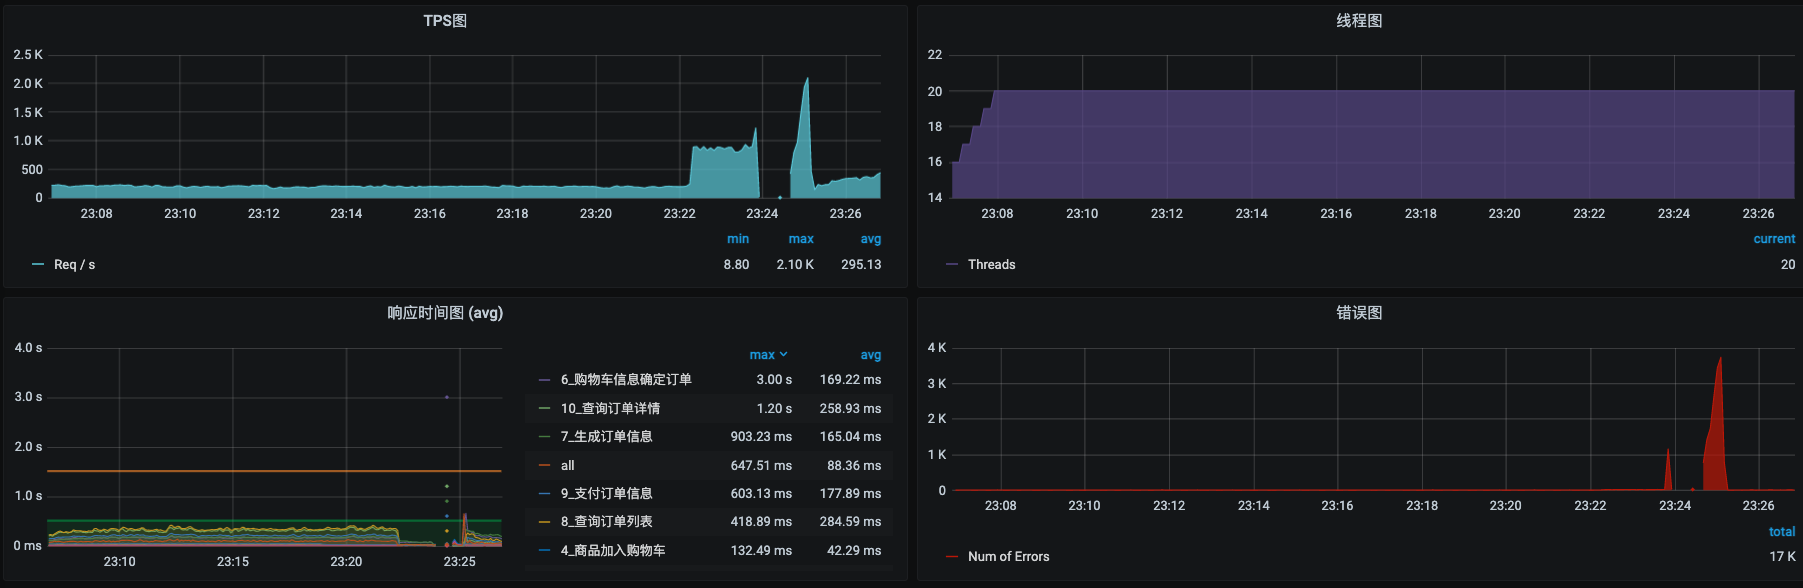 TPS图
2.5 K
2.0 K
1.5 K
1.0 K
500
0
23:08 23:10 23:12 23:14 23:16 23:18 23:20 23:22 23:24 23:26
min max avg
Req / s 8.80 2.10 K 295.13
线程图
22
20
18
16
14
23:08 23:10 23:12 23:14 23:16 23:18 23:20 23:22 23:24 23:26
current
Threads 20
响应时间图 (avg)
4.0 s
3.0 s
2.0 s
1.0 s
0 ms
23:10 23:15 23:20 23:25
max avg
6_购物车信息确定订单 3.00 s 169.22 ms
10_查询订单详情 1.20 s 258.93 ms
7_生成订单信息 903.23 ms 165.04 ms
all 647.51 ms 88.36 ms
9_支付订单信息 603.13 ms 177.89 ms
8_查询订单列表 418.89 ms 284.59 ms
4_商品加入购物车 132.49 ms 42.29 ms
错误图
4 K
3 K
2 K
1 K
0
23:08 23:10 23:12 23:14 23:16 23:18 23:20 23:22 23:24 23:26
total
Num of Errors 17 K